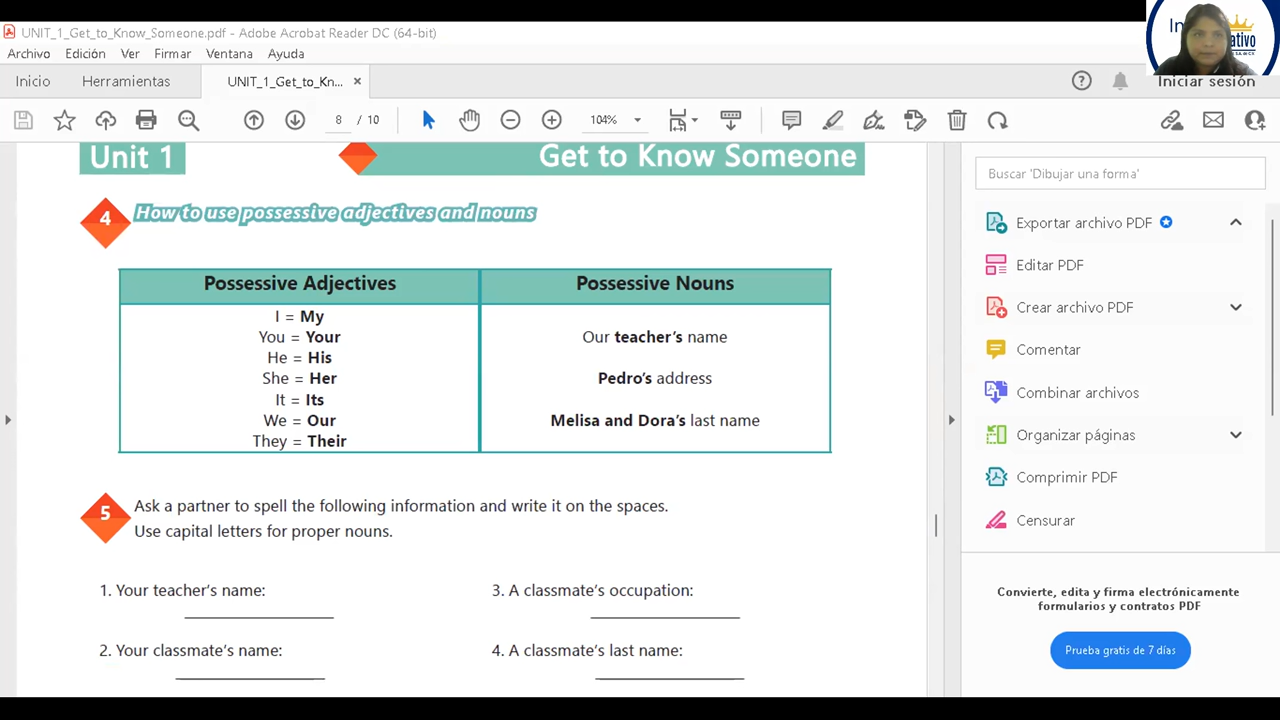 UNIT_1_Get_to_Know_Someone.pdf - Adobe Acrobat Reader DC (64-bit)
Archivo Edición Ver Firmar Ventana Ayuda
Inicio Herramientas UNIT_1_Get_to_Kn... × Iniciar sesión
8 / 10 104%
Unit 1 Get to Know Someone
4 How to use possessive adjectives and nouns
Possessive Adjectives Possessive Nouns
I = My
You = Your
He = His
She = Her
It = Its
We = Our
They = Their
Our teacher's name
Pedro's address
Melisa and Dora's last name
5 Ask a partner to spell the following information and write it on the spaces.
Use capital letters for proper nouns.
1. Your teacher's name:
2. Your classmate's name:
3. A classmate's occupation:
4. A classmate's last name:
Buscar 'Dibujar una forma'
Exportar archivo PDF
Editar PDF
Crear archivo PDF
Comentar
Combinar archivos
Organizar páginas
Comprimir PDF
Censurar
Convierte, edita y firma electrónicamente
formularios y contratos PDF
Prueba gratis de 7 días